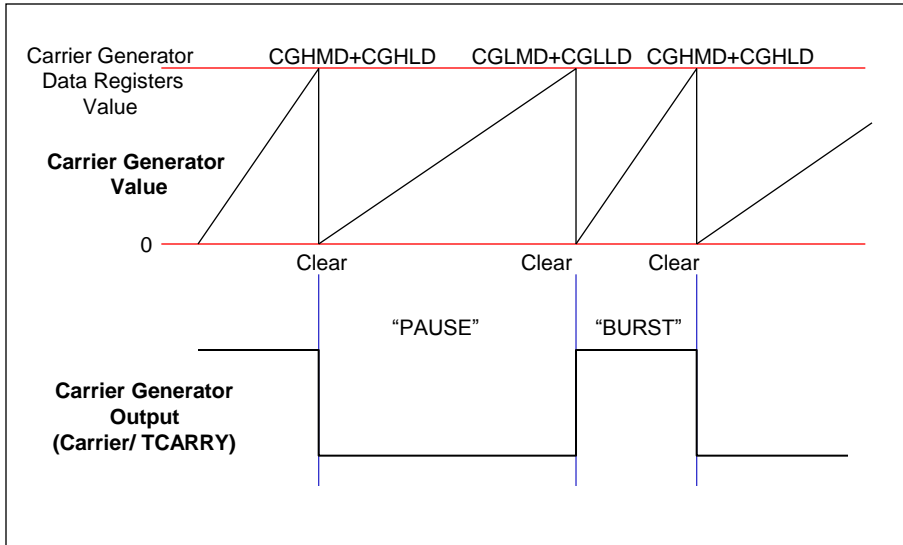 Carrier Generator
Data Registers
Value
CGHMD+CGHLD
CGLMD+CGLLD
CGHMD+CGHLD
Carrier Generator
Value
0
Clear
Clear
Clear
“PAUSE”
“BURST”
Carrier Generator
Output
(Carrier/ TCARRY)